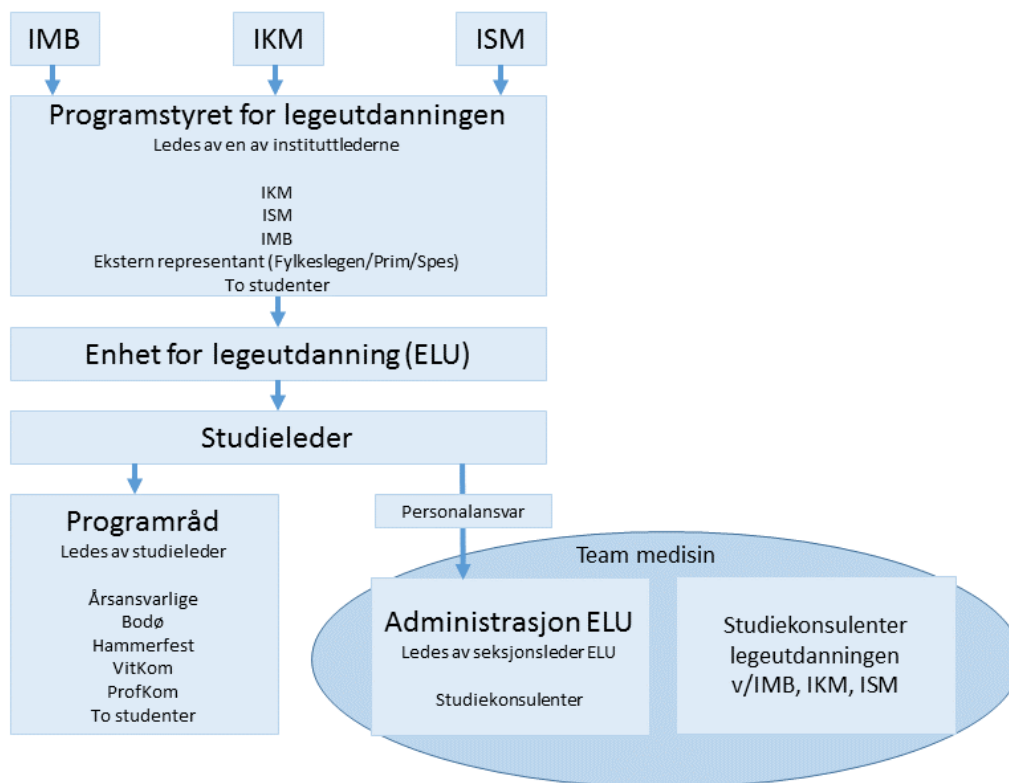 IMB
IKM
ISM
Programstyret for legeutdanningen
Ledes av en av instituttlederne
IKM
ISM
IMB
Ekstern representant (Fylkeslegen/Prim/Spes)
To studenter
Enhet for legeutdanning (ELU)
Studieleder
Programråd
Ledes av studieleder
Årsansvarlige
Bodø
Hammerfest
VitKom
ProfKom
To studenter
Personalansvar
Team medisin
Administrasjon ELU
Ledes av seksjonsleder ELU
Studiekonsulenter
Studiekonsulenter
legeutdanningen
v/IMB, IKM, ISM